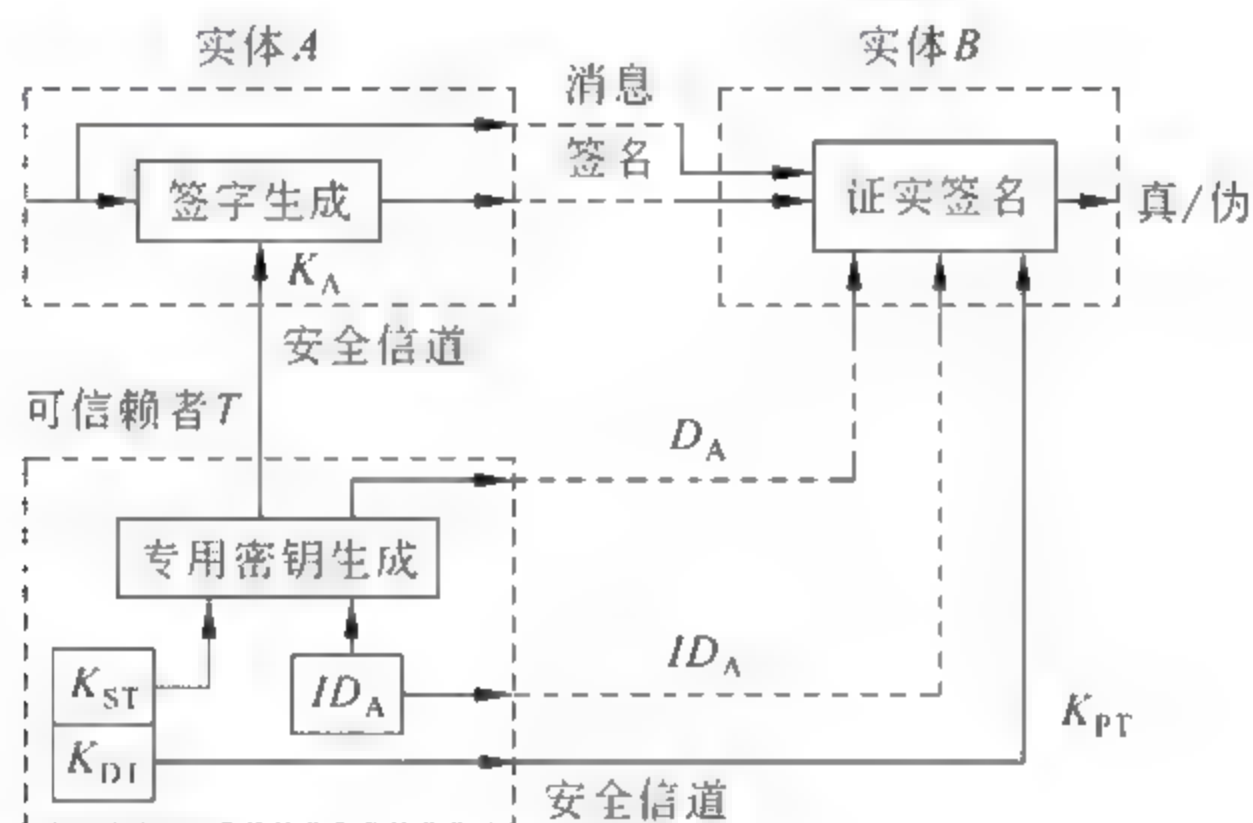 实体A
实体B
消息
签名
签字生成
证实签名
真/伪
K_A
安全信道
可信赖者T
D_A
专用密钥生成
K_ST
ID_A
ID_A
K_PT
K_DT
安全信道